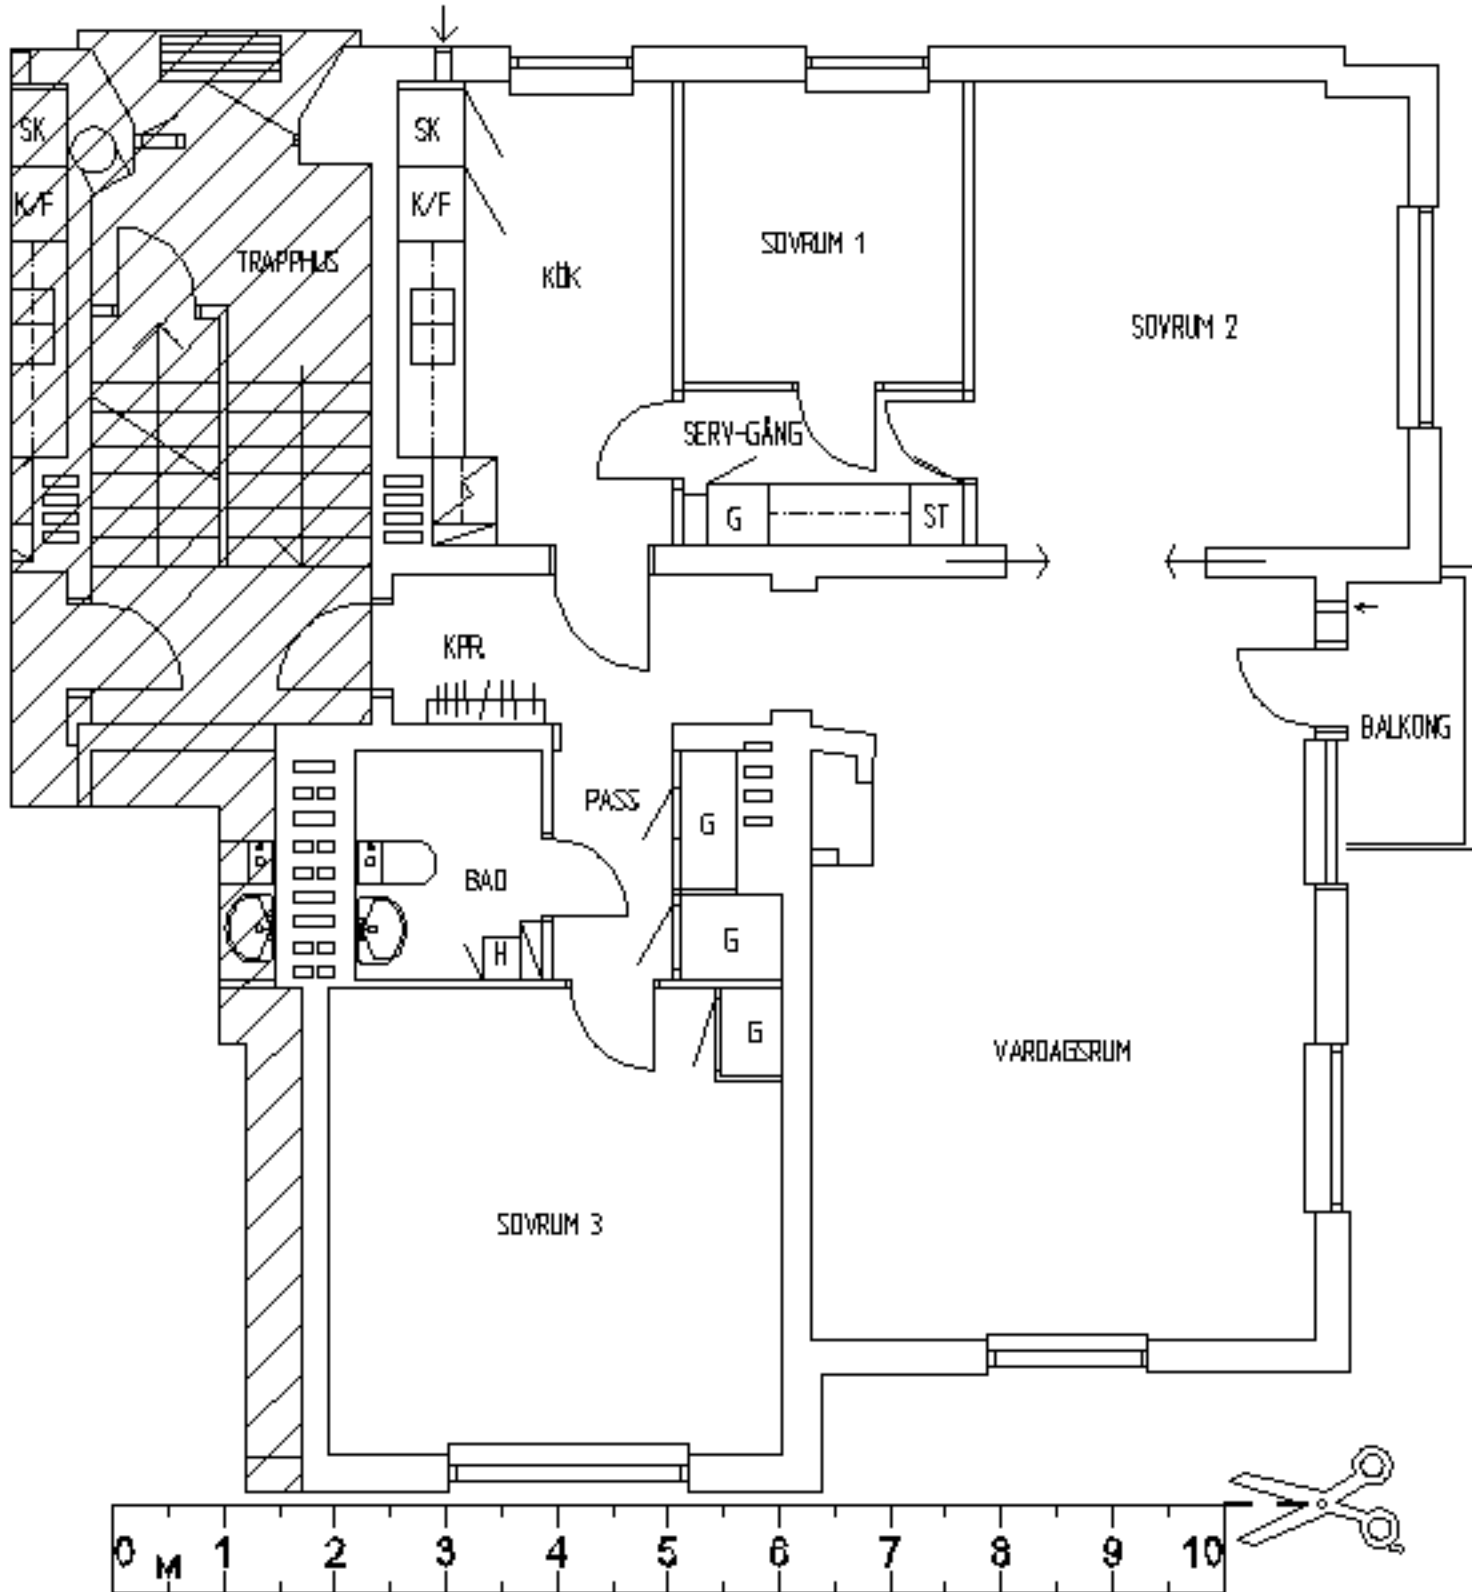 SK
SK
K/F
K/F
TRAPPHUS
KÖK
SOVRUM 1
SOVRUM 2
SERV-GÅNG
G
ST
KPR.
BALKONG
PASS
G
BAD
G
H
G
VARDAGSRUM
SOVRUM 3
0 M 1 2 3 4 5 6 7 8 9 10